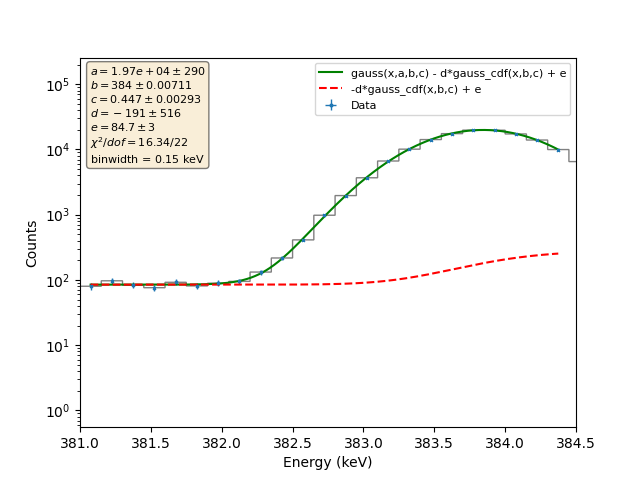 a = 1.97e + 04 ± 290
b = 384 ± 0.00711
c = 0.447 ± 0.00293
d = −191 ± 516
e = 84.7 ± 3
χ²/dof = 16.34/22
binwidth = 0.15 keV
gauss(x,a,b,c) - d*gauss_cdf(x,b,c) + e
-d*gauss_cdf(x,b,c) + e
Data
10⁵
10⁴
10³
10²
10¹
10⁰
Counts
381.0 381.5 382.0 382.5 383.0 383.5 384.0 384.5
Energy (keV)